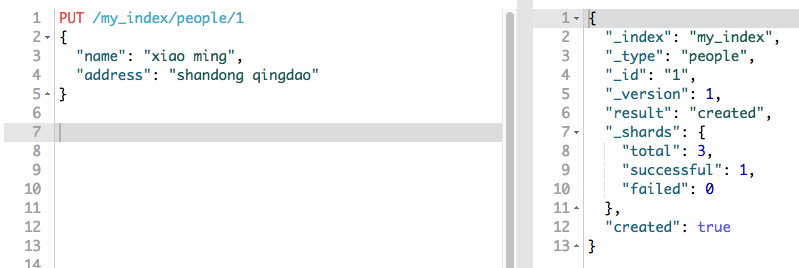 1 PUT /my_index/people/1
2 {
3 "name": "xiao ming",
4 "address": "shandong qingdao"
5 }
6
7
8
9
10
11
12
13
14
1 {
2 "_index": "my_index",
3 "_type": "people",
4 "_id": "1",
5 "_version": 1,
6 "result": "created",
7 "_shards": {
8 "total": 3,
9 "successful": 1,
10 "failed": 0
11 },
12 "created": true
13 }